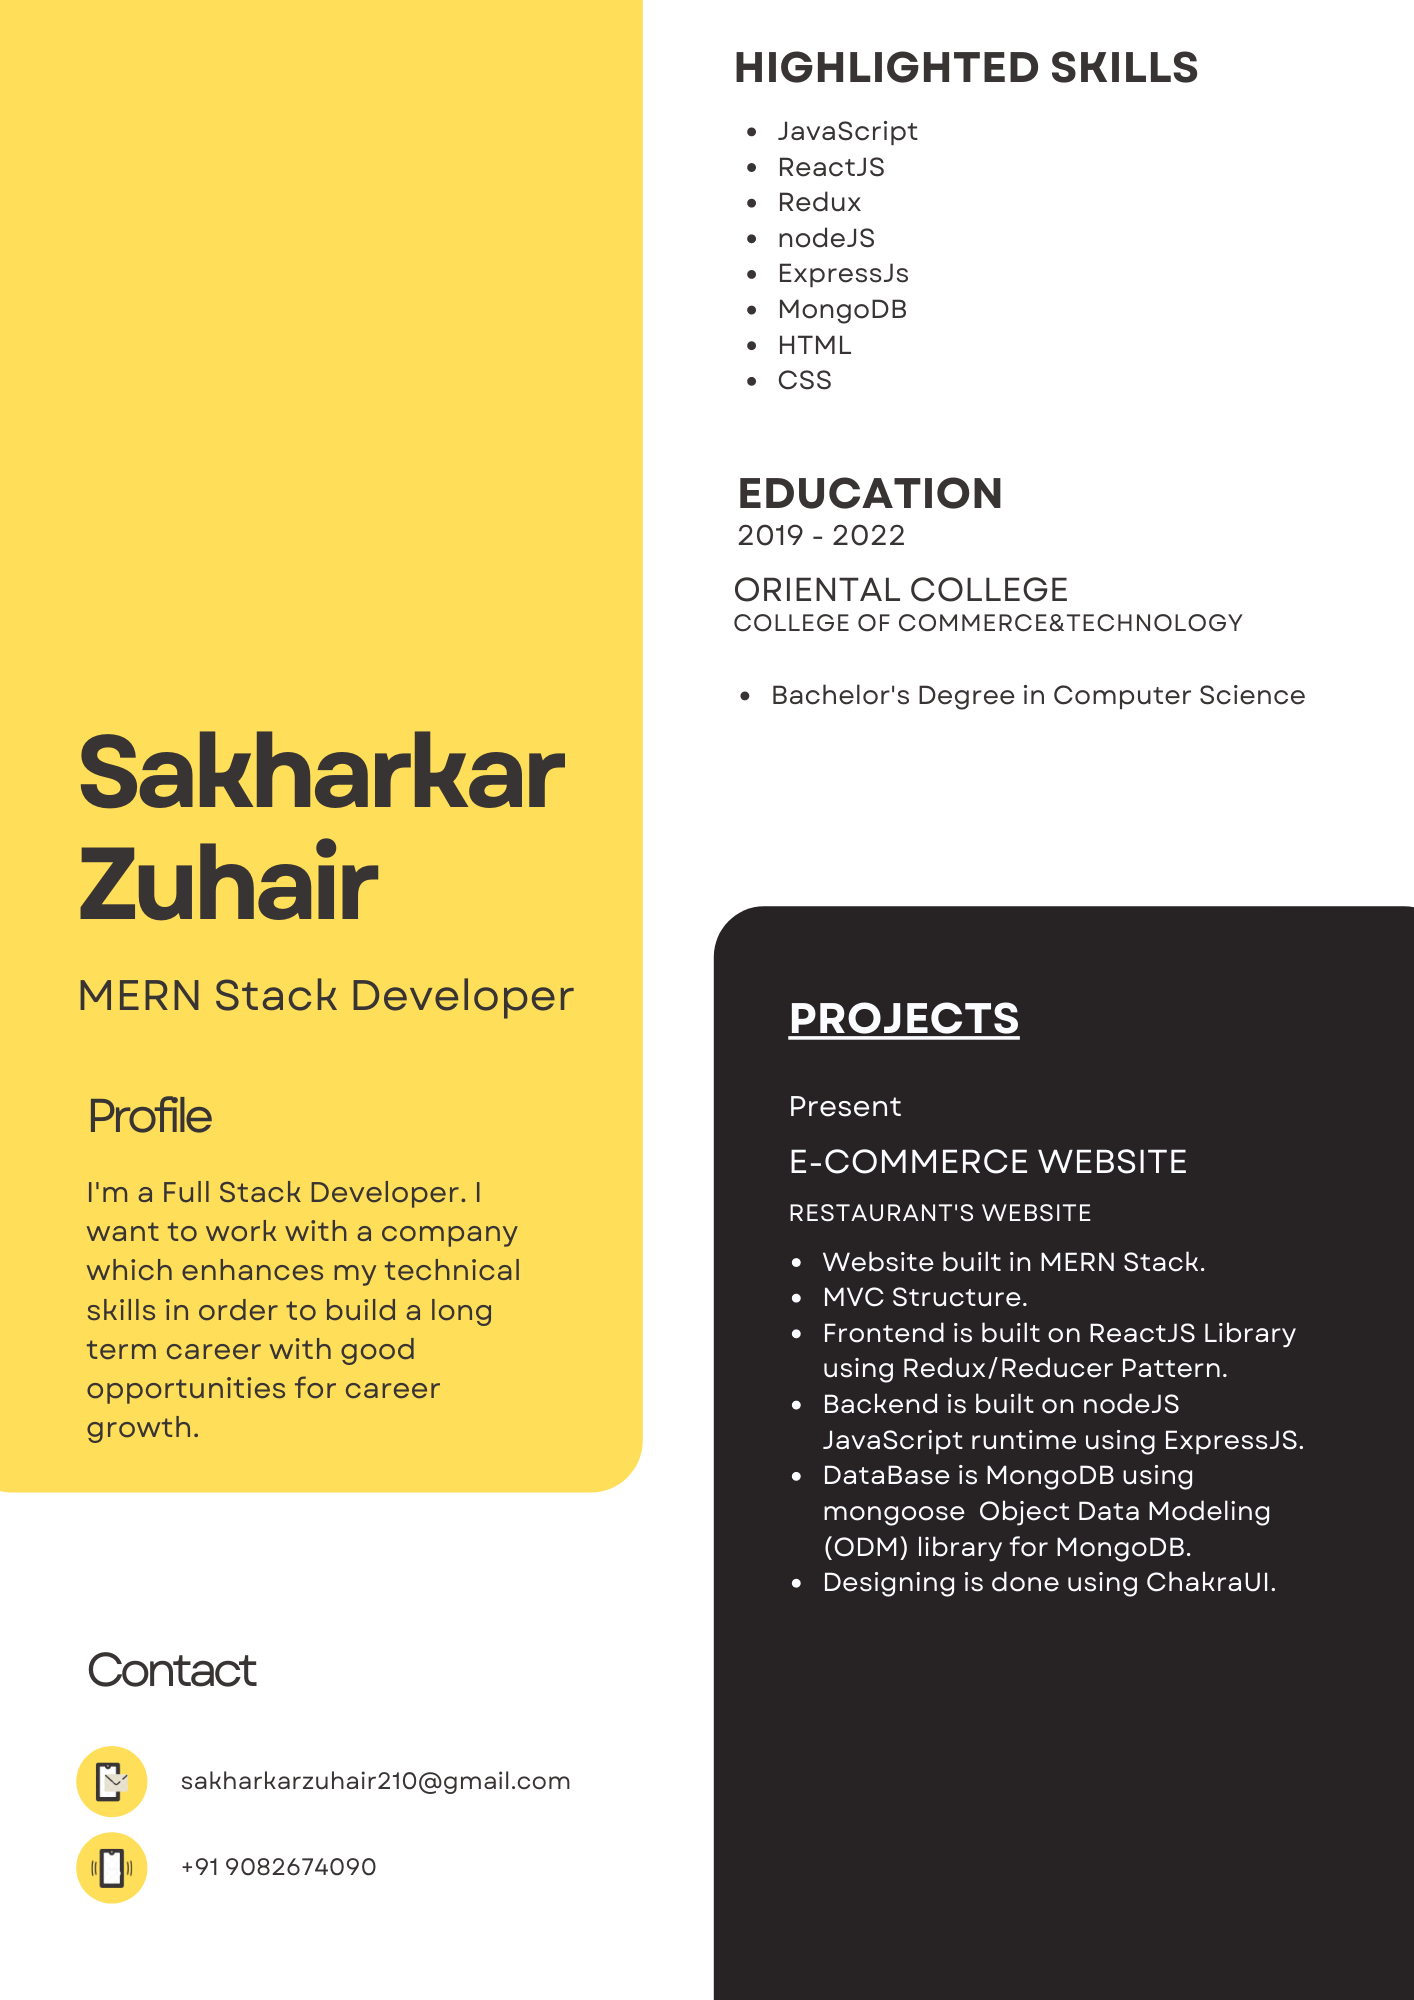 Sakharkar
Zuhair
MERN Stack Developer
Profile
I'm a Full Stack Developer. I
want to work with a company
which enhances my technical
skills in order to build a long
term career with good
opportunities for career
growth.
Contact
sakharkarzuhair210@gmail.com
+91 9082674090
HIGHLIGHTED SKILLS
• JavaScript
• ReactJS
• Redux
• nodeJS
• ExpressJs
• MongoDB
• HTML
• CSS
EDUCATION
2019 - 2022
ORIENTAL COLLEGE
COLLEGE OF COMMERCE&TECHNOLOGY
• Bachelor's Degree in Computer Science
PROJECTS
Present
E-COMMERCE WEBSITE
RESTAURANT'S WEBSITE
• Website built in MERN Stack.
• MVC Structure.
• Frontend is built on ReactJS Library
using Redux/Reducer Pattern.
• Backend is built on nodeJS
JavaScript runtime using ExpressJS.
• DataBase is MongoDB using
mongoose  Object Data Modeling
(ODM) library for MongoDB.
• Designing is done using ChakraUI.